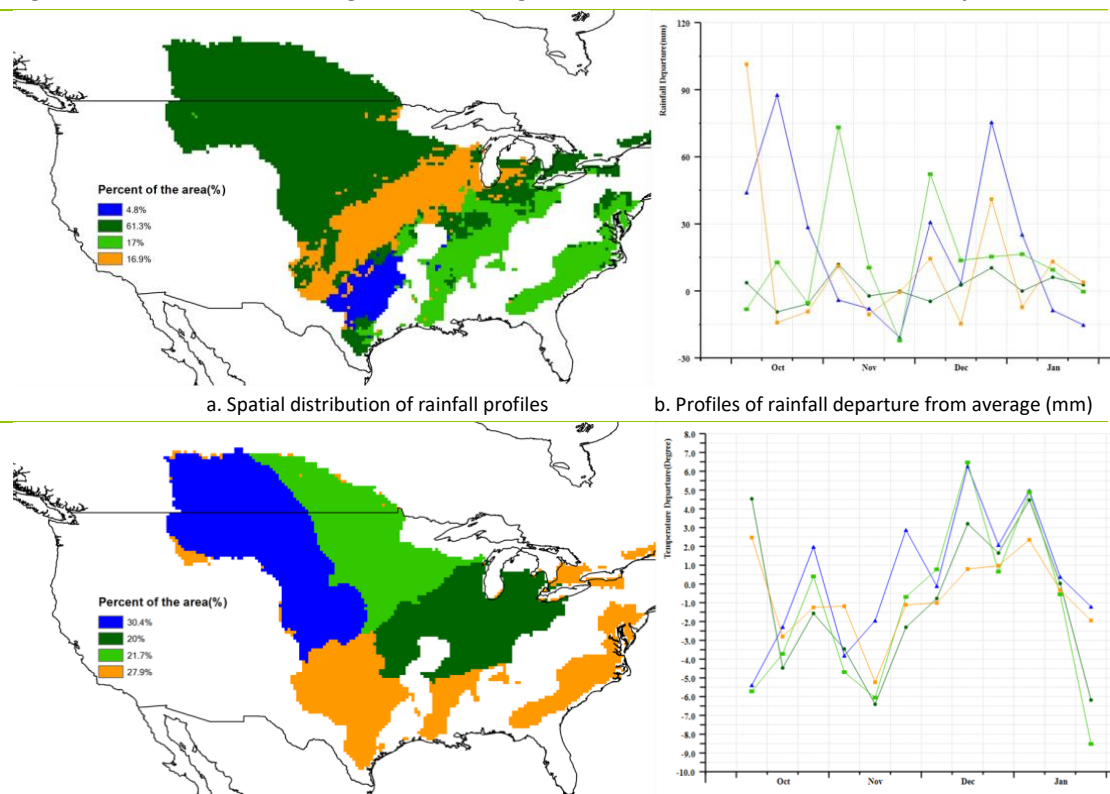 Percent of the area(%)
4.8%
61.3%
17%
16.9%
Rainfall Departure(mm)
120
90
60
30
0
-30
Oct
Nov
Dec
Jan
a. Spatial distribution of rainfall profiles
b. Profiles of rainfall departure from average (mm)
Percent of the area(%)
30.4%
20%
21.7%
27.9%
Temperature Departure(Degree)
8.0
7.0
6.0
5.0
4.0
3.0
2.0
1.0
0.0
-1.0
-2.0
-3.0
-4.0
-5.0
-6.0
-7.0
-8.0
-9.0
-10.0
Oct
Nov
Dec
Jan